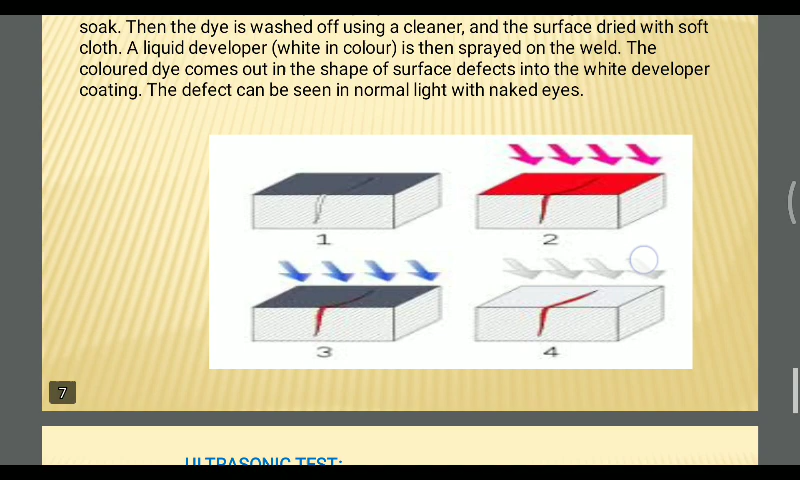 soak. Then the dye is washed off using a cleaner, and the surface dried with soft
cloth. A liquid developer (white in colour) is then sprayed on the weld. The
coloured dye comes out in the shape of surface defects into the white developer
coating. The defect can be seen in normal light with naked eyes.
1
2
3
4
7
ULTRASONIC TEST: